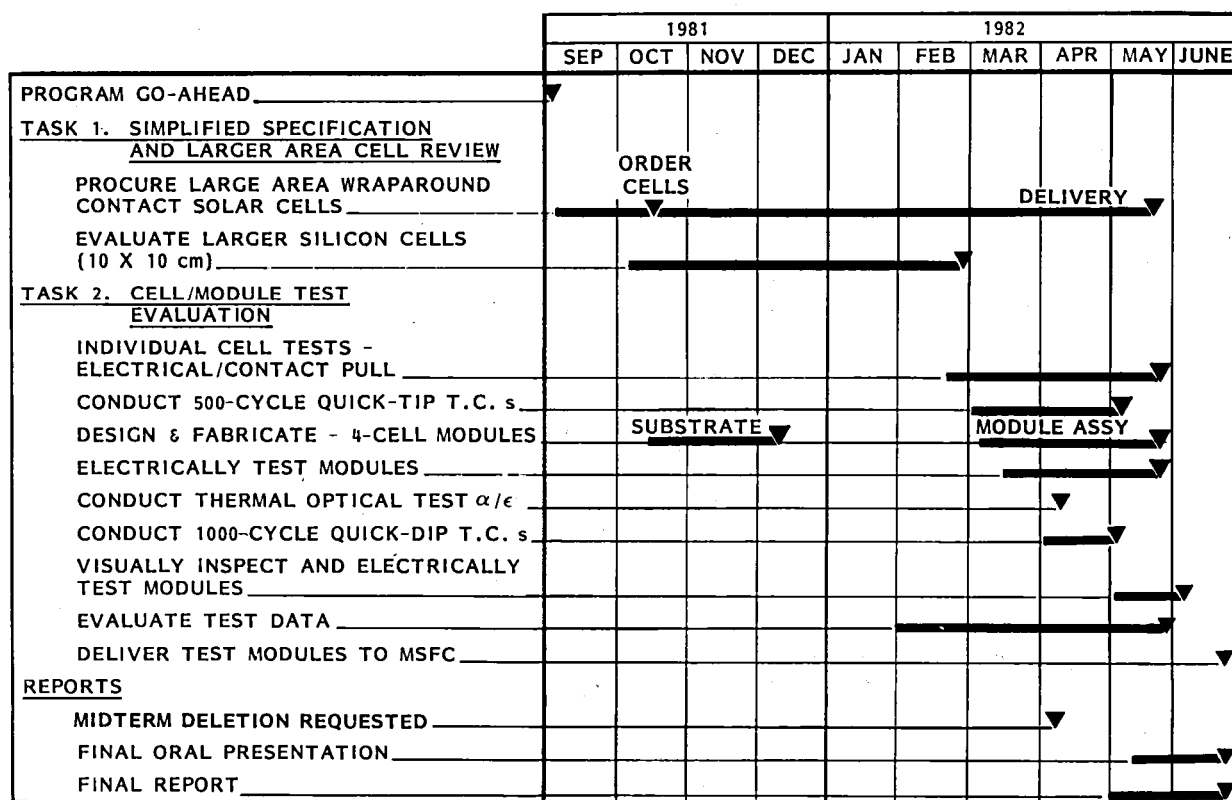 1981 1982
SEP OCT NOV DEC JAN FEB MAR APR MAY JUNE
PROGRAM GO-AHEAD
TASK 1. SIMPLIFIED SPECIFICATION
AND LARGER AREA CELL REVIEW
ORDER
CELLS
PROCURE LARGE AREA WRAPAROUND
CONTACT SOLAR CELLS
DELIVERY
EVALUATE LARGER SILICON CELLS
(10 X 10 cm)
TASK 2. CELL/MODULE TEST
EVALUATION
INDIVIDUAL CELL TESTS -
ELECTRICAL/CONTACT PULL
CONDUCT 500-CYCLE QUICK-TIP T.C. s
DESIGN & FABRICATE - 4-CELL MODULES SUBSTRATE MODULE ASSY
ELECTRICALLY TEST MODULES
CONDUCT THERMAL OPTICAL TEST α/ϵ
CONDUCT 1000-CYCLE QUICK-DIP T.C. s
VISUALLY INSPECT AND ELECTRICALLY
TEST MODULES
EVALUATE TEST DATA
DELIVER TEST MODULES TO MSFC
REPORTS
MIDTERM DELETION REQUESTED
FINAL ORAL PRESENTATION
FINAL REPORT